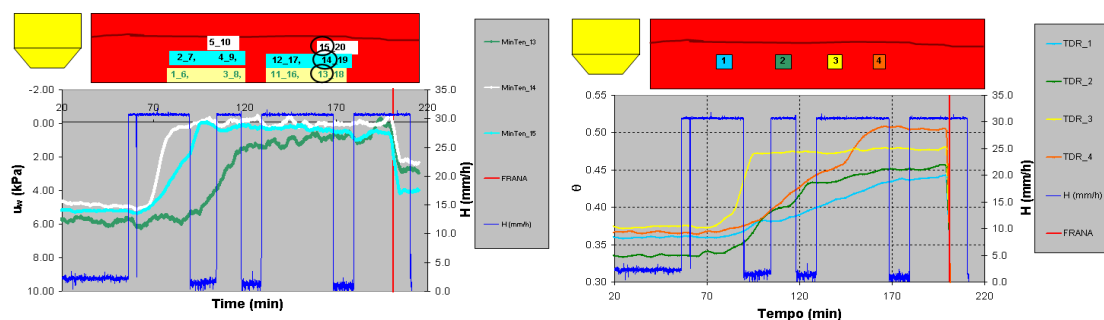 5_10
15 20
2_7, 4_9, 12_17, 14 19
1_6, 3_8, 11_16, 13 18
-2.00
0.00
2.00
4.00
6.00
8.00
10.00
uw (kPa)
20 70 120 170 220
Time (min)
35.0
30.0
25.0
20.0
15.0
10.0
5.0
0.0
H (mm/h)
MinTen_13
MinTen_14
MinTen_15
FRANA
H (mm/h)
1 2 3 4
0.55
0.50
0.45
0.40
0.35
0.30
θ
20 70 120 170 220
Tempo (min)
35.0
30.0
25.0
20.0
15.0
10.0
5.0
0.0
H (mm/h)
TDR_1
TDR_2
TDR_3
TDR_4
H (mm/h)
FRANA